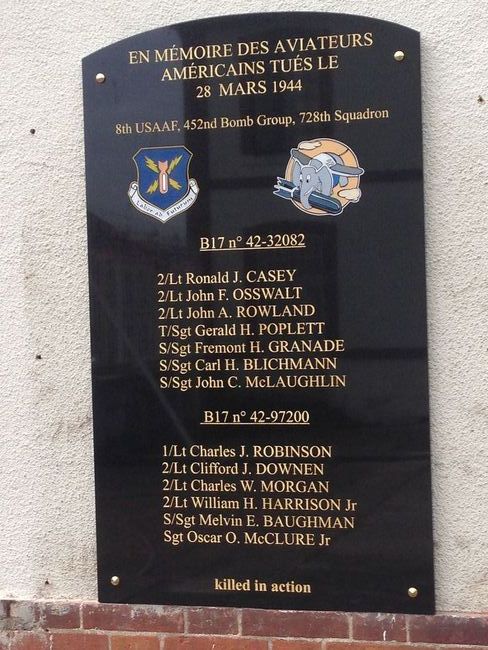 EN MÉMOIRE DES AVIATEURS
AMÉRICAINS TUÉS LE
28 MARS 1944
8th USAAF, 452nd Bomb Group, 728th Squadron
Labor Ad Futurum
B17 n° 42-32082
2/Lt Ronald J. CASEY
2/Lt John F. OSSWALT
2/Lt John A. ROWLAND
T/Sgt Gerald H. POPLETT
S/Sgt Fremont H. GRANADE
S/Sgt Carl H. BLICHMANN
S/Sgt John C. McLAUGHLIN
B17 n° 42-97200
1/Lt Charles J. ROBINSON
2/Lt Clifford J. DOWNEN
2/Lt Charles W. MORGAN
2/Lt William H. HARRISON Jr
S/Sgt Melvin E. BAUGHMAN
Sgt Oscar O. McCLURE Jr
killed in action